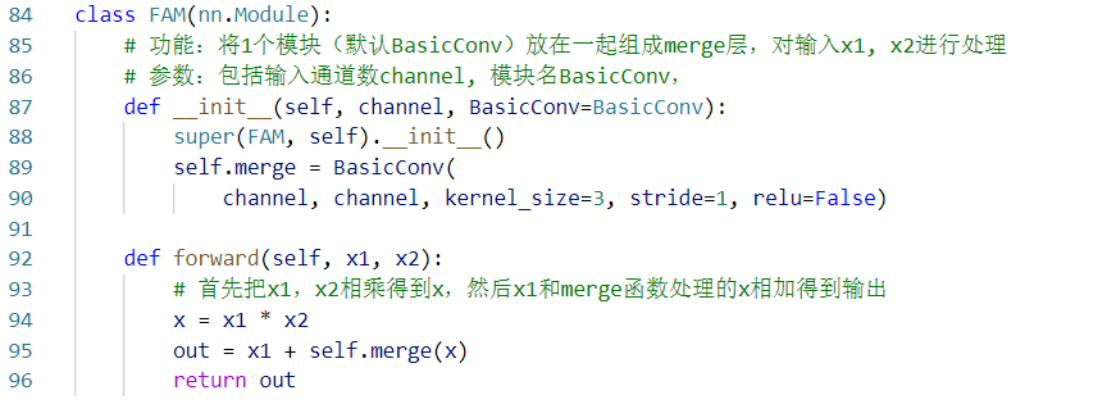 84 class FAM(nn.Module):
85     # 功能：将1个模块（默认BasicConv）放在一起组成merge层，对输入x1, x2进行处理
86     # 参数：包括输入通道数channel, 模块名BasicConv，
87     def __init__(self, channel, BasicConv=BasicConv):
88         super(FAM, self).__init__()
89         self.merge = BasicConv(
90             channel, channel, kernel_size=3, stride=1, relu=False)
91
92     def forward(self, x1, x2):
93         # 首先把x1，x2相乘得到x，然后x1和merge函数处理的x相加得到输出
94         x = x1 * x2
95         out = x1 + self.merge(x)
96         return out